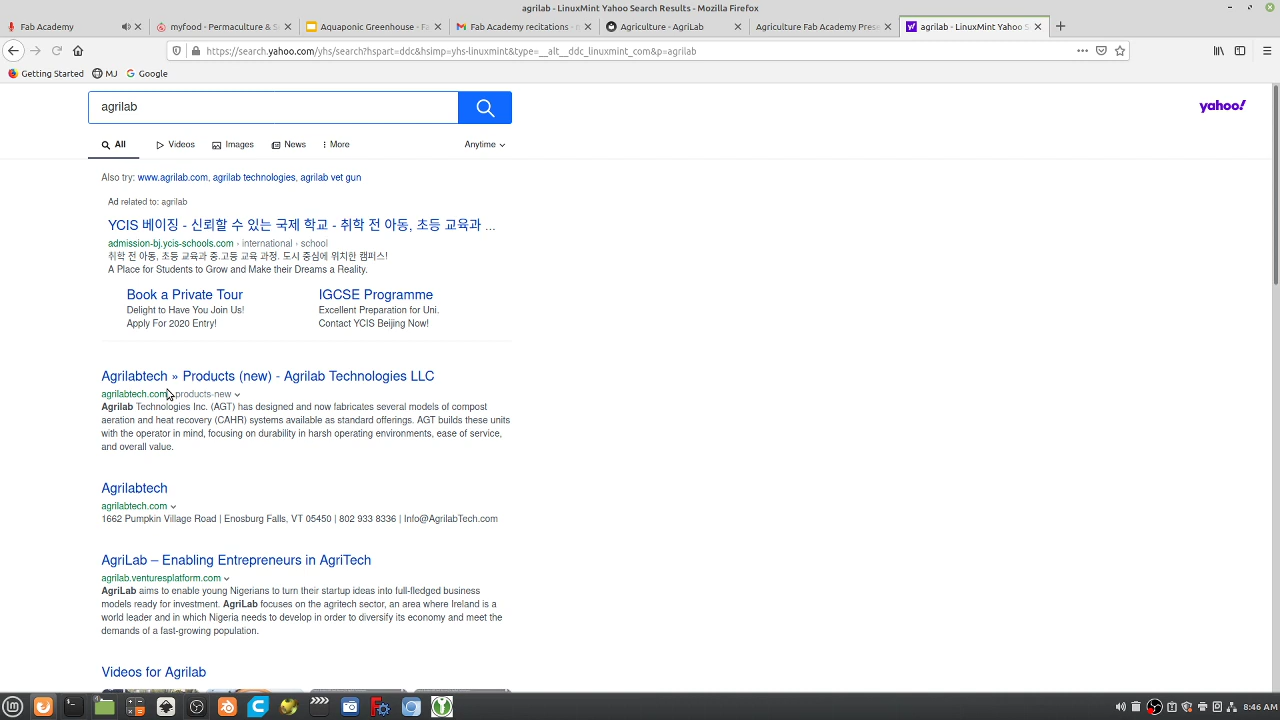 agrilab - LinuxMint Yahoo Search Results - Mozilla Firefox
Fab Academy
myfood - Permaculture & S
Aquaponic Greenhouse - Fa
Fab Academy recitations - n
Agriculture - AgriLab
Agriculture Fab Academy Prese
agrilab - LinuxMint Yahoo S
https://search.yahoo.com/yhs/search?hspart=ddc&hsimp=yhs-linuxmint&type=__alt__ddc_linuxmint_com&p=agrilab
Getting Started MJ Google
agrilab
yahoo!
All Videos Images News More Anytime
Also try: www.agrilab.com, agrilab technologies, agrilab vet gun
Ad related to: agrilab
YCIS 베이징 - 신뢰할 수 있는 국제 학교 - 취학 전 아동, 초등 교육과 ...
admission-bj.ycis-schools.com › international › school
취학 전 아동, 초등 교육과 중.고등 교육 과정. 도시 중심에 위치한 캠퍼스!
A Place for Students to Grow and Make their Dreams a Reality.
Book a Private Tour
Delight to Have You Join Us!
Apply For 2020 Entry!
IGCSE Programme
Excellent Preparation for Uni.
Contact YCIS Beijing Now!
Agrilabtech » Products (new) - Agrilab Technologies LLC
agrilabtech.com › products-new
Agrilab Technologies Inc. (AGT) has designed and now fabricates several models of compost
aeration and heat recovery (CAHR) systems available as standard offerings. AGT builds these units
with the operator in mind, focusing on durability in harsh operating environments, ease of service,
and overall value.
Agrilabtech
agrilabtech.com
1662 Pumpkin Village Road | Enosburg Falls, VT 05450 | 802 933 8336 | Info@AgrilabTech.com
AgriLab – Enabling Entrepreneurs in AgriTech
agrilab.venturesplatform.com
AgriLab aims to enable young Nigerians to turn their startup ideas into full-fledged business
models ready for investment. AgriLab focuses on the agritech sector, an area where Ireland is a
world leader and in which Nigeria needs to develop in order to diversify its economy and meet the
demands of a fast-growing population.
Videos for Agrilab
8:46 AM